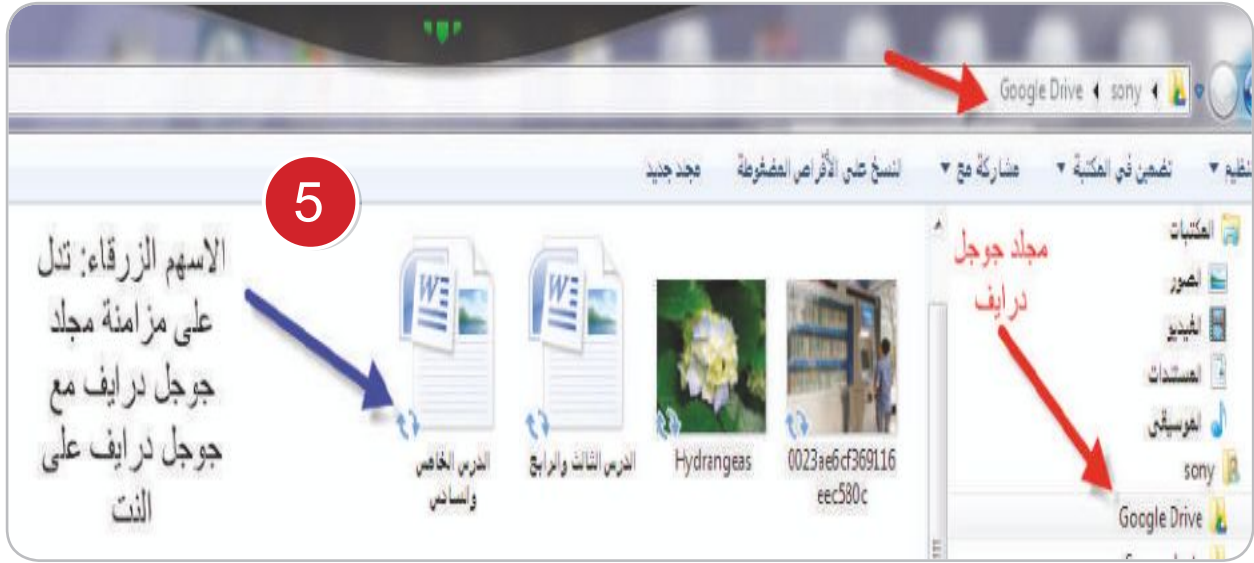 Google Drive ◂ sony ◂
تنظيم ▾ تضمين في المكتبة ▾ مشاركة مع ▾ النسخ على الأقراص المضغوطة مجلد جديد
5
المكتبات
الصور
الفيديو
المستندات
الموسيقى
sony
Google Drive
مجلد جوجل
درايف
0023ae6cf369116
eec580c
Hydrangeas
الدرس الثالث والرابع
الدرس الخامس
والسادس
الاسهم الزرقاء: تدل
على مزامنة مجلد
جوجل درايف مع
جوجل درايف على
النت